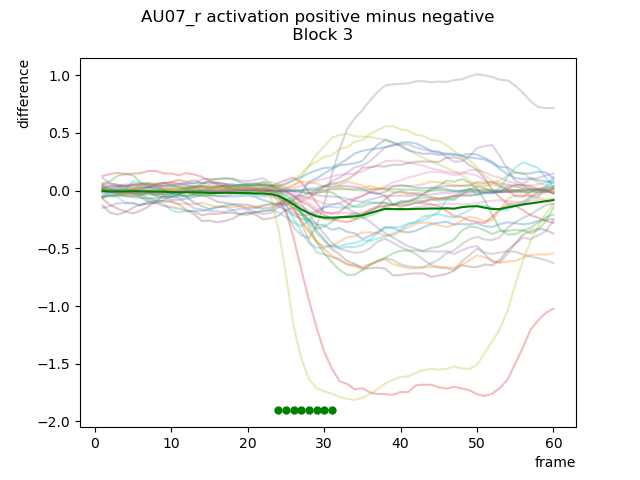 AU07_r activation positive minus negative
Block 3
difference
1.0
0.5
0.0
−0.5
−1.0
−1.5
−2.0
0 10 20 30 40 50 60
frame